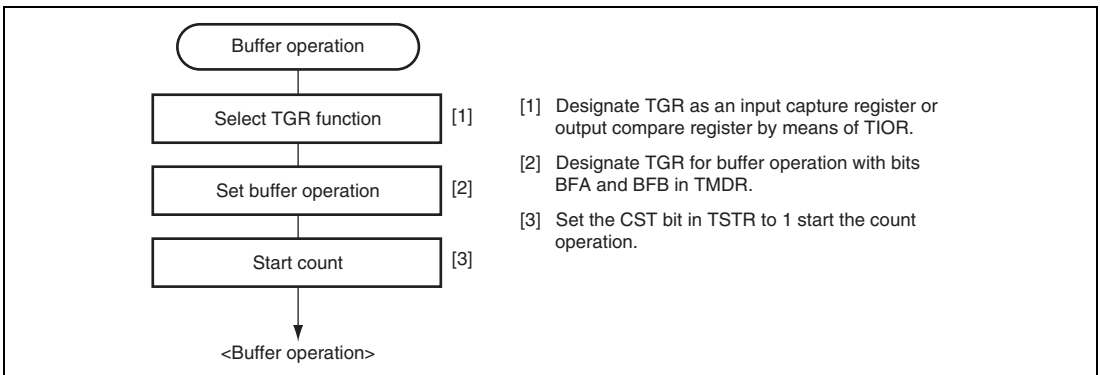 Buffer operation
Select TGR function
[1]
Set buffer operation
[2]
Start count
[3]
<Buffer operation>
[1] Designate TGR as an input capture register or
output compare register by means of TIOR.
[2] Designate TGR for buffer operation with bits
BFA and BFB in TMDR.
[3] Set the CST bit in TSTR to 1 start the count
operation.